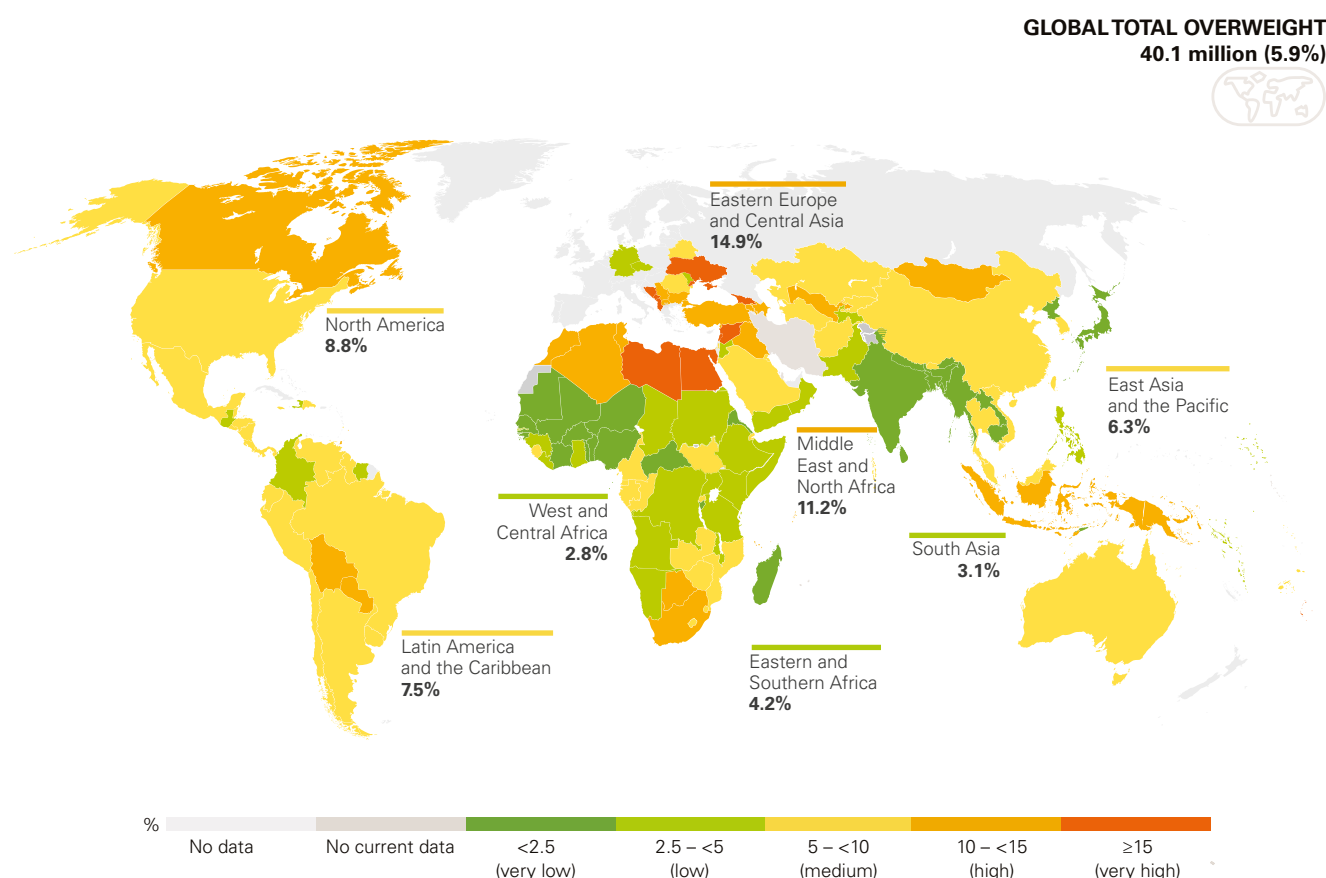 GLOBAL TOTAL OVERWEIGHT
40.1 million (5.9%)
Eastern Europe
and Central Asia
14.9%
North America
8.8%
East Asia
and the Pacific
6.3%
Middle
East and
North Africa
11.2%
West and
Central Africa
2.8%
South Asia
3.1%
Latin America
and the Caribbean
7.5%
Eastern and
Southern Africa
4.2%
%
No data
No current data
<2.5
(very low)
2.5 – <5
(low)
5 – <10
(medium)
10 – <15
(high)
≥15
(very high)